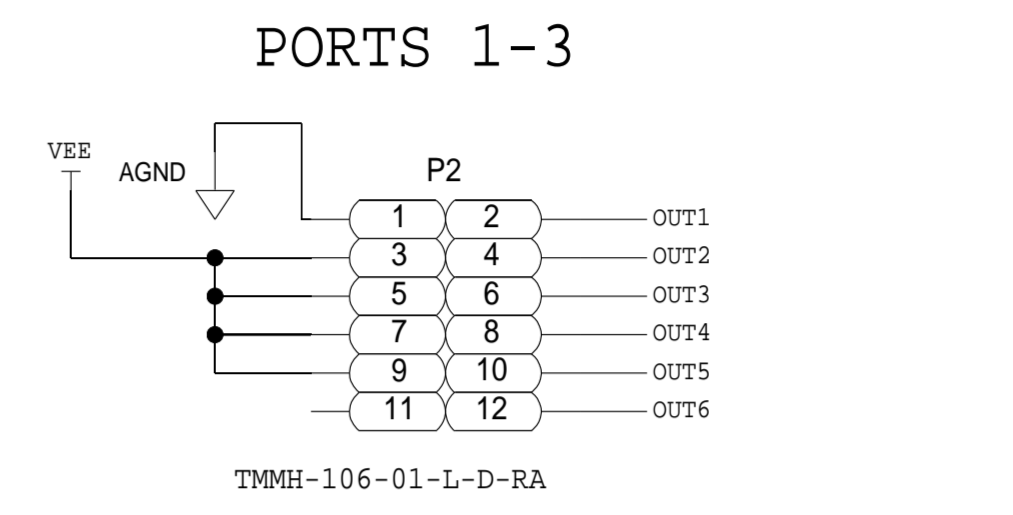 PORTS 1-3
VEE
AGND
P2
1 2 OUT1
3 4 OUT2
5 6 OUT3
7 8 OUT4
9 10 OUT5
11 12 OUT6
TMMH-106-01-L-D-RA